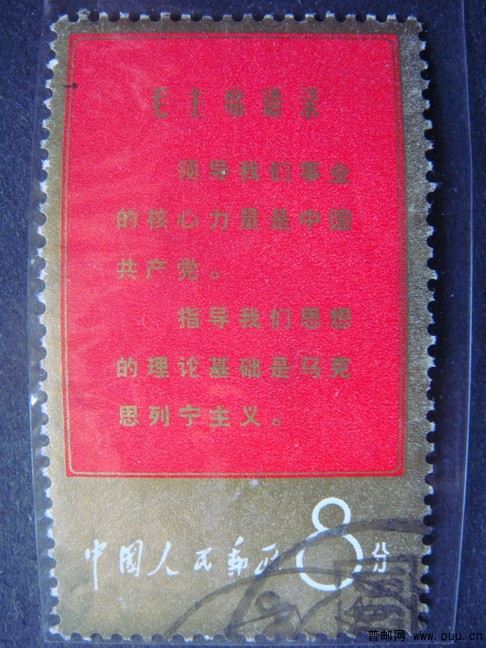 毛主席语录
领导我们事业
的核心力量是中国
共产党。
指导我们思想
的理论基础是马克
思列宁主义。
中国人民邮政 8分
普邮网 www.puu.cn